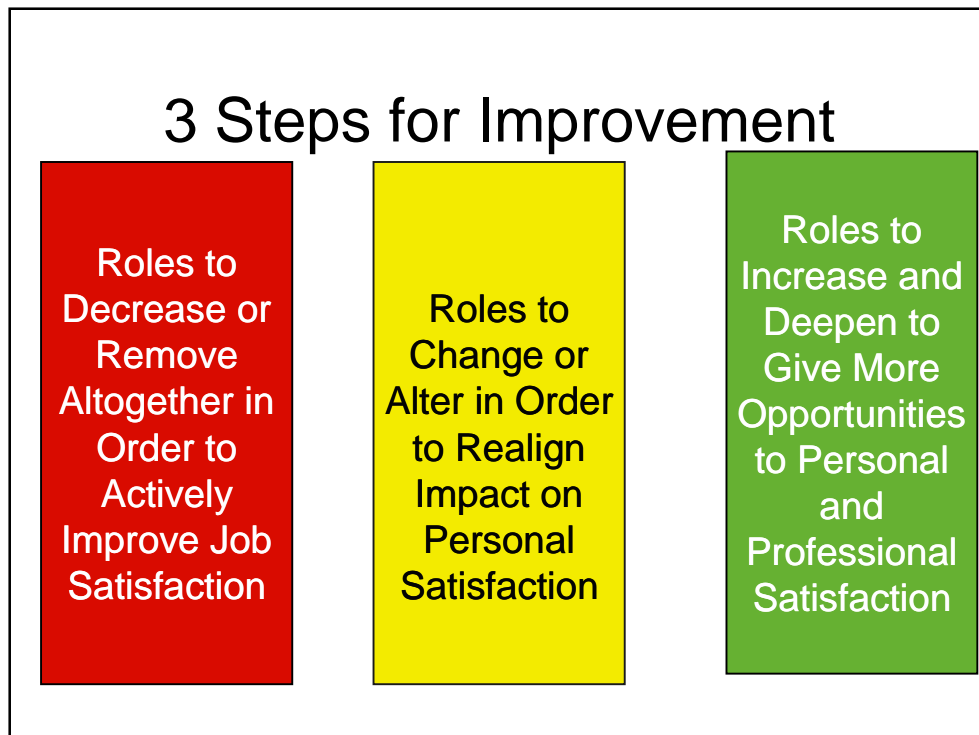 3 Steps for Improvement
Roles to
Decrease or
Remove
Altogether in
Order to
Actively
Improve Job
Satisfaction
Roles to
Change or
Alter in Order
to Realign
Impact on
Personal
Satisfaction
Roles to
Increase and
Deepen to
Give More
Opportunities
to Personal
and
Professional
Satisfaction